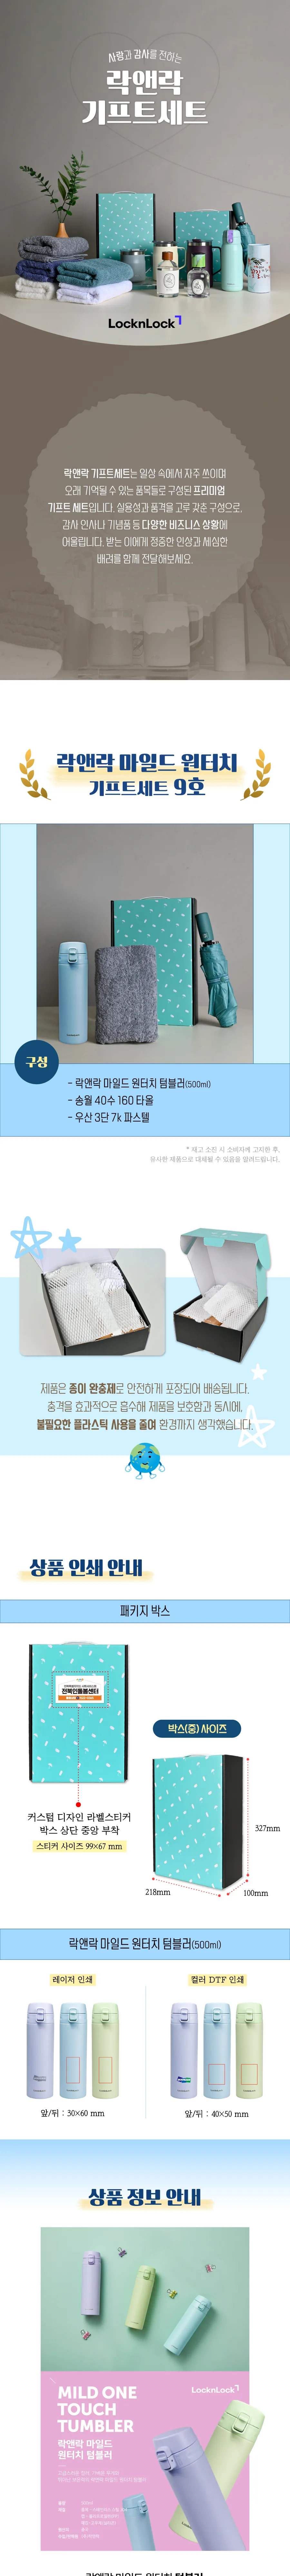 사랑과 감사를 전하는
락앤락
기프트세트
LocknLock
락앤락 기프트세트는 일상 속에서 자주 쓰이며
오래 기억될 수 있는 품목들로 구성된 프리미엄
기프트 세트입니다. 실용성과 품격을 고루 갖춘 구성으로,
감사 인사나 기념품 등 다양한 비즈니스 상황에
어울립니다. 받는 이에게 정중한 인상과 세심한
배려를 함께 전달해보세요.
락앤락 마일드 원터치
기프트세트 9호
구성
- 락앤락 마일드 원터치 텀블러(500ml)
- 송월 40수 160 타올
- 우산 3단 7k 파스텔
* 재고 소진 시 소비자께 고지한 후,
유사한 제품으로 대체될 수 있음을 알려드립니다.
제품은 종이 완충제로 안전하게 포장되어 배송됩니다.
충격을 효과적으로 흡수해 제품을 보호함과 동시에,
불필요한 플라스틱 사용을 줄여 환경까지 생각했습니다.
상품 인쇄 안내
패키지 박스
전북인돌봄센터
커스텀 디자인 라벨스티커
박스 상단 중앙 부착
스티커 사이즈 99×67 mm
박스(중) 사이즈
327mm
218mm
100mm
락앤락 마일드 원터치 텀블러(500ml)
레이저 인쇄
컬러 DTF 인쇄
앞/뒤 : 30×60 mm
앞/뒤 : 40×50 mm
상품 정보 안내
LocknLock
MILD ONE
TOUCH
TUMBLER
락앤락 마일드
원터치 텀블러